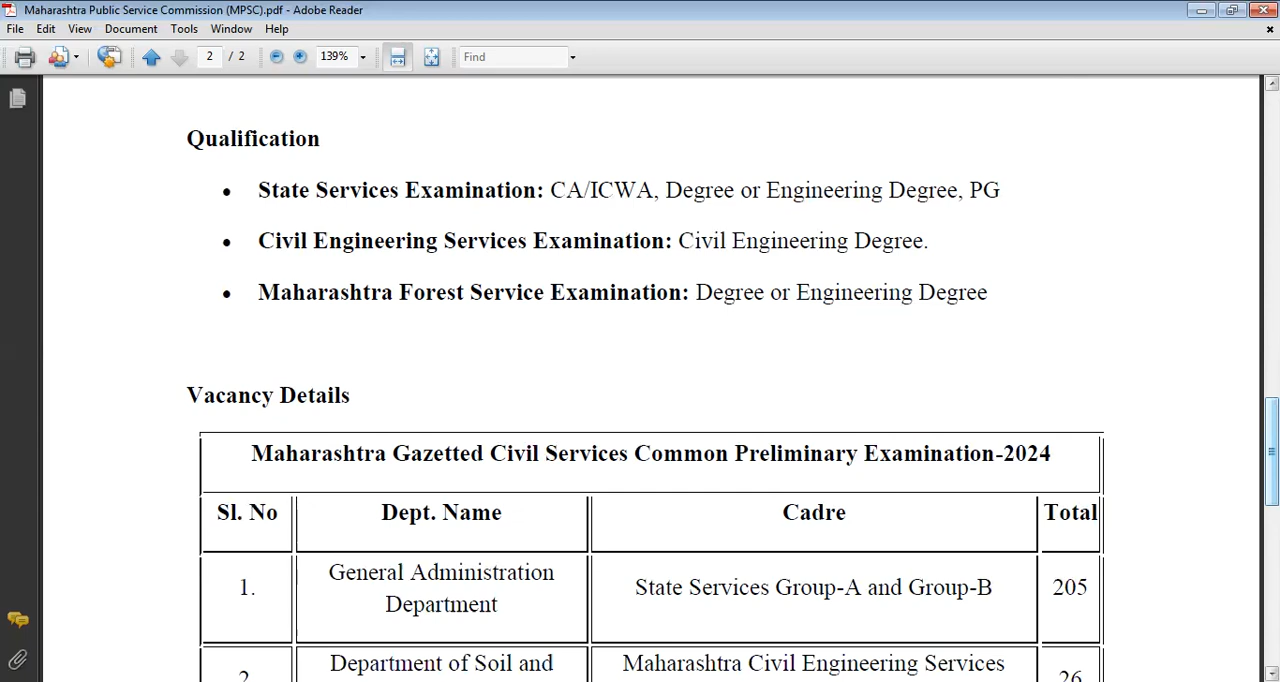 Maharashtra Public Service Commission (MPSC).pdf - Adobe Reader
File Edit View Document Tools Window Help
2 / 2 139% Find
Qualification
• State Services Examination: CA/ICWA, Degree or Engineering Degree, PG
• Civil Engineering Services Examination: Civil Engineering Degree.
• Maharashtra Forest Service Examination: Degree or Engineering Degree
Vacancy Details
Maharashtra Gazetted Civil Services Common Preliminary Examination-2024
Sl. No Dept. Name Cadre Total
General Administration
1. State Services Group-A and Group-B 205
Department
Department of Soil and Maharashtra Civil Engineering Services
2 26